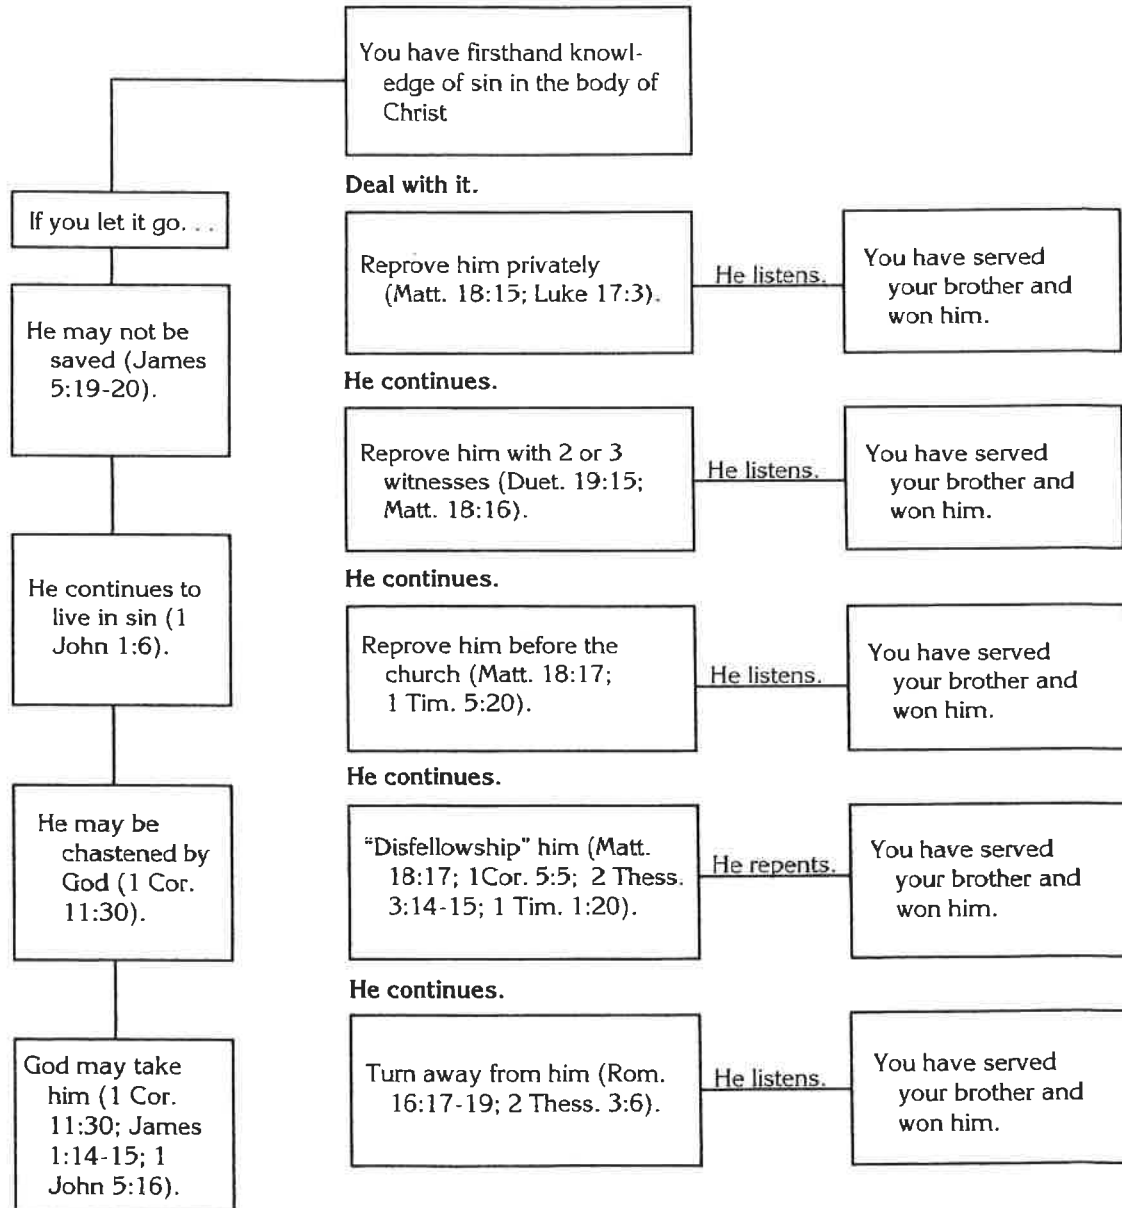 You have firsthand knowl-
edge of sin in the body of
Christ
If you let it go. . .
He may not be
saved (James
5:19-20).
He continues to
live in sin (1
John 1:6).
He may be
chastened by
God (1 Cor.
11:30).
God may take
him (1 Cor.
11:30; James
1:14-15; 1
John 5:16).
Deal with it.
Reprove him privately
(Matt. 18:15; Luke 17:3).
He listens.
You have served
your brother and
won him.
He continues.
Reprove him with 2 or 3
witnesses (Duet. 19:15;
Matt. 18:16).
He listens.
You have served
your brother and
won him.
He continues.
Reprove him before the
church (Matt. 18:17;
1 Tim. 5:20).
He listens.
You have served
your brother and
won him.
He continues.
"Disfellowship" him (Matt.
18:17; 1Cor. 5:5; 2 Thess.
3:14-15; 1 Tim. 1:20).
He repents.
You have served
your brother and
won him.
He continues.
Turn away from him (Rom.
16:17-19; 2 Thess. 3:6).
He listens.
You have served
your brother and
won him.